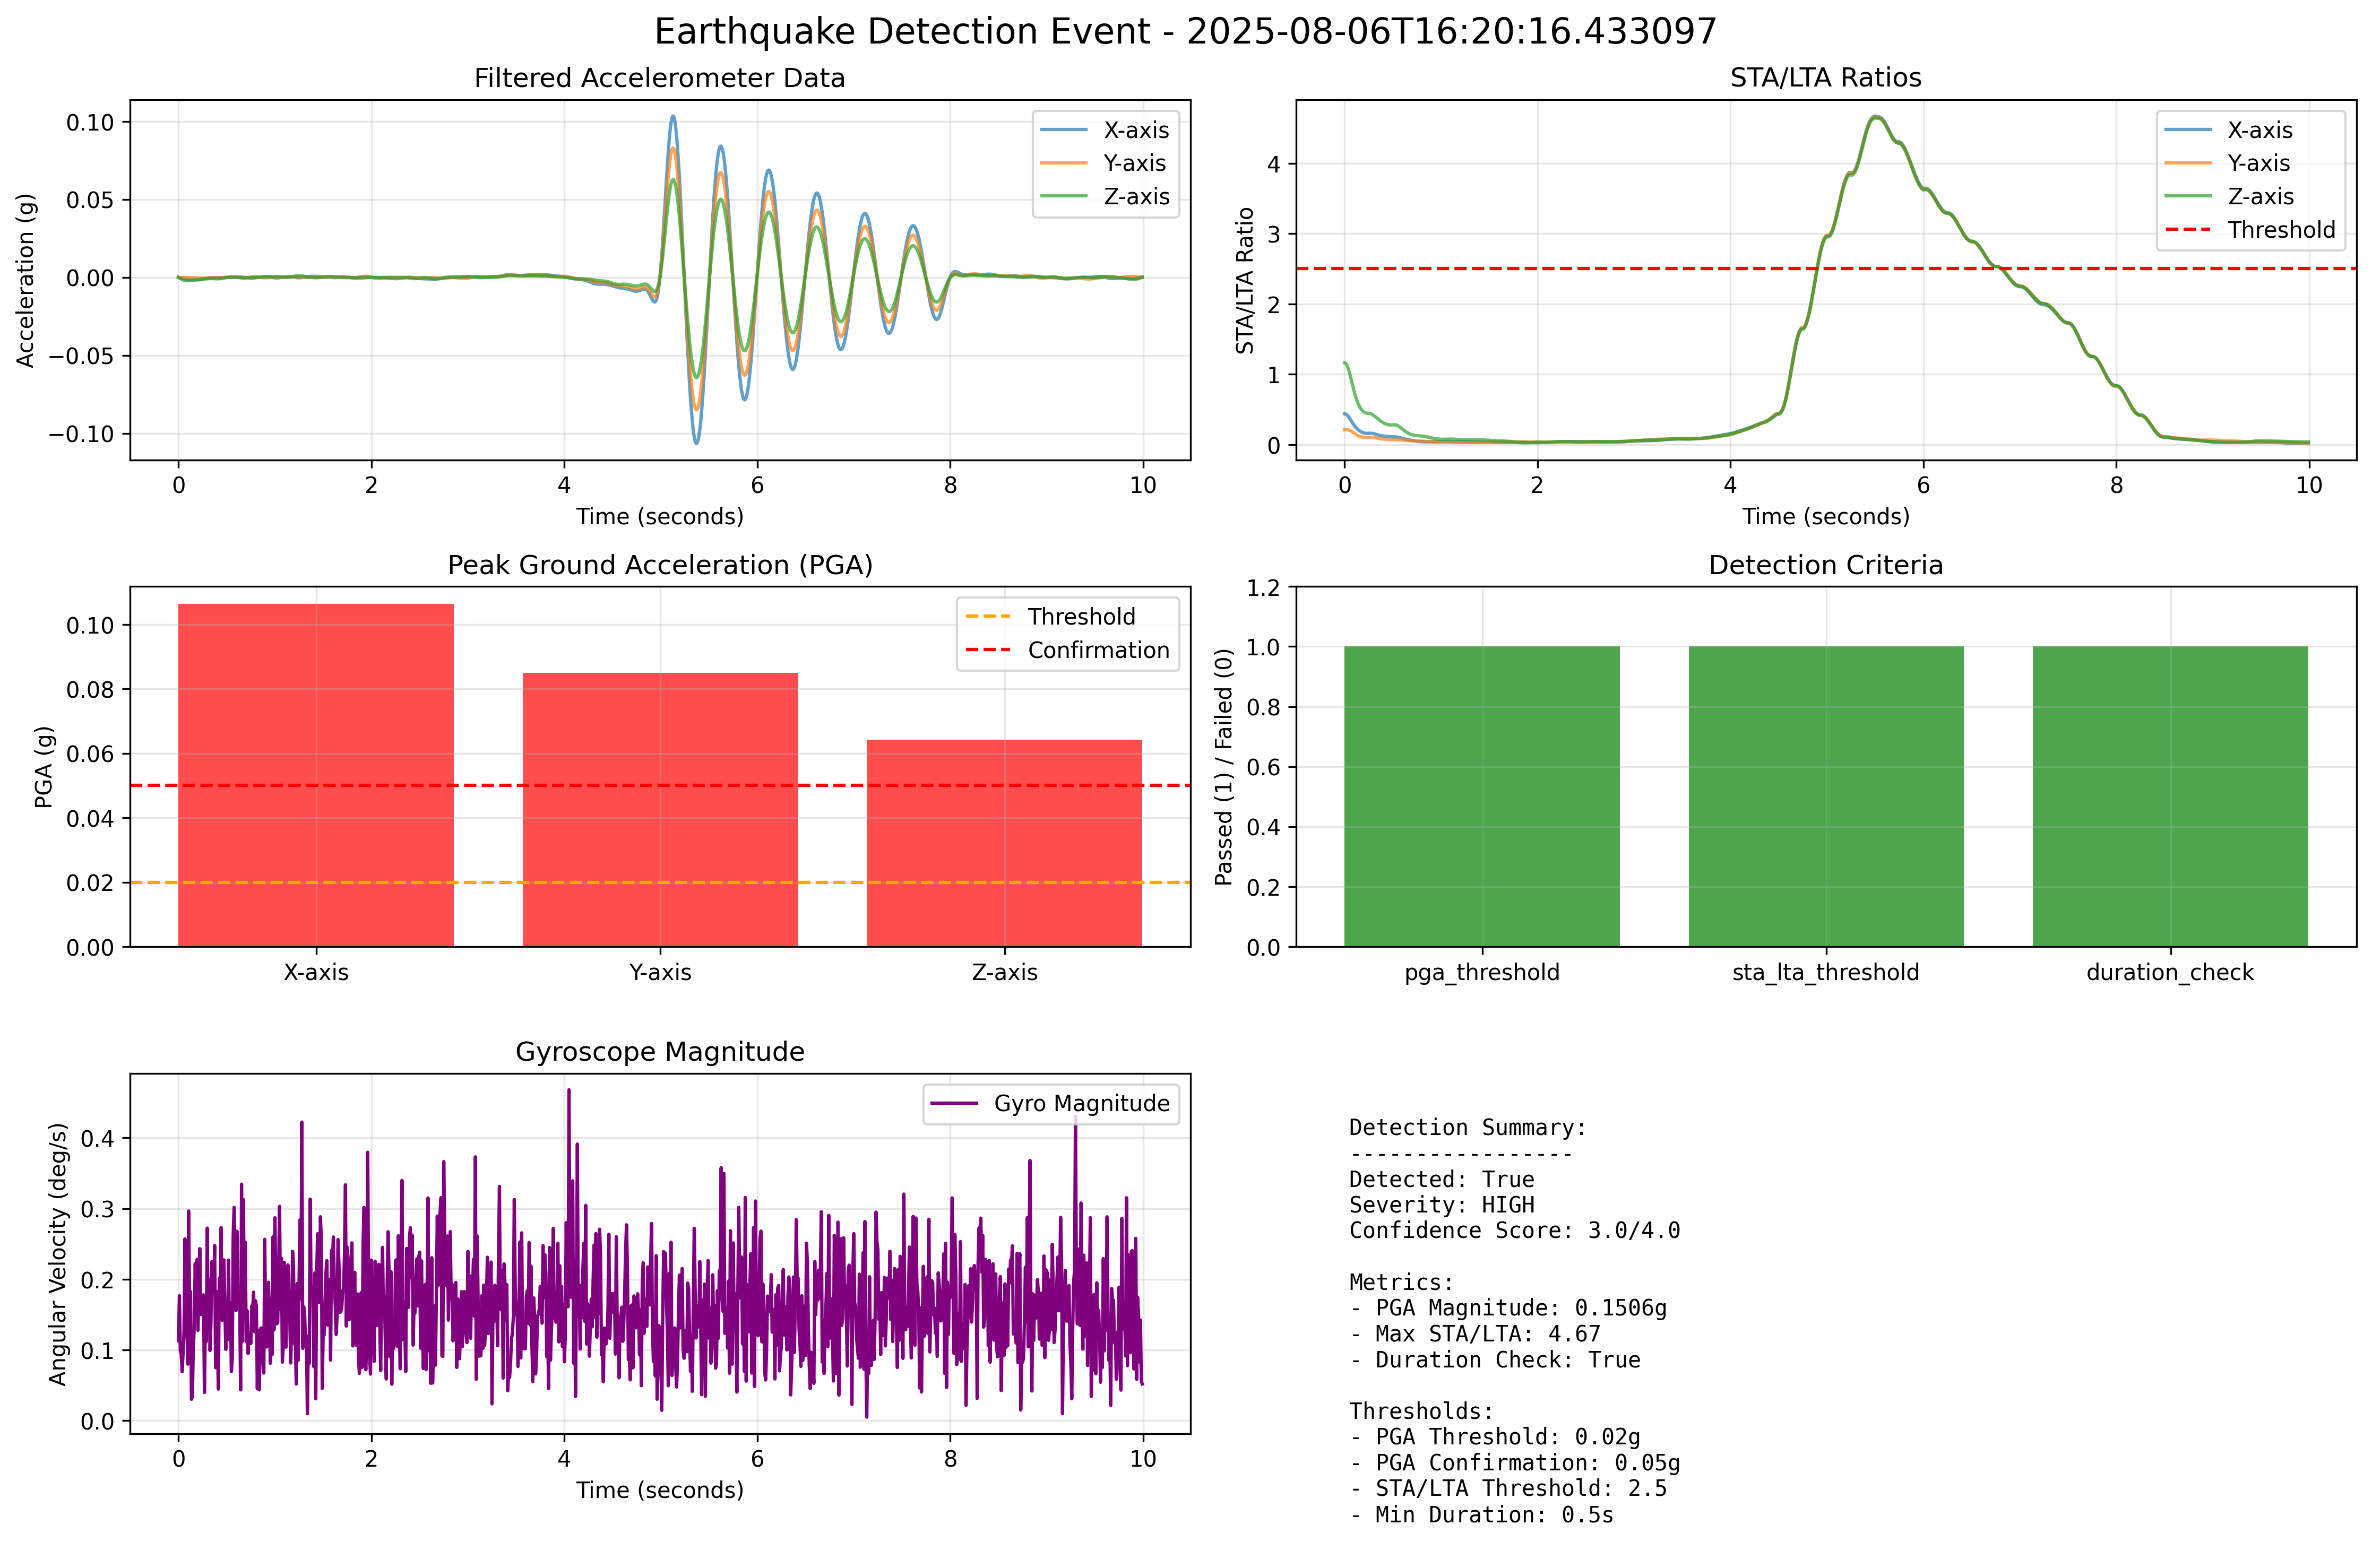 Earthquake Detection Event - 2025-08-06T16:20:16.433097
Filtered Accelerometer Data
Acceleration (g)
0.10
0.05
0.00
−0.05
−0.10
X-axis
Y-axis
Z-axis
0 2 4 6 8 10
Time (seconds)
STA/LTA Ratios
STA/LTA Ratio
4
3
2
1
0
X-axis
Y-axis
Z-axis
Threshold
0 2 4 6 8 10
Time (seconds)
Peak Ground Acceleration (PGA)
PGA (g)
0.10
0.08
0.06
0.04
0.02
0.00
Threshold
Confirmation
X-axis Y-axis Z-axis
Detection Criteria
Passed (1) / Failed (0)
1.2
1.0
0.8
0.6
0.4
0.2
0.0
pga_threshold sta_lta_threshold duration_check
Gyroscope Magnitude
Angular Velocity (deg/s)
0.4
0.3
0.2
0.1
0.0
Gyro Magnitude
0 2 4 6 8 10
Time (seconds)
Detection Summary:
-----------------
Detected: True
Severity: HIGH
Confidence Score: 3.0/4.0
Metrics:
- PGA Magnitude: 0.1506g
- Max STA/LTA: 4.67
- Duration Check: True
Thresholds:
- PGA Threshold: 0.02g
- PGA Confirmation: 0.05g
- STA/LTA Threshold: 2.5
- Min Duration: 0.5s